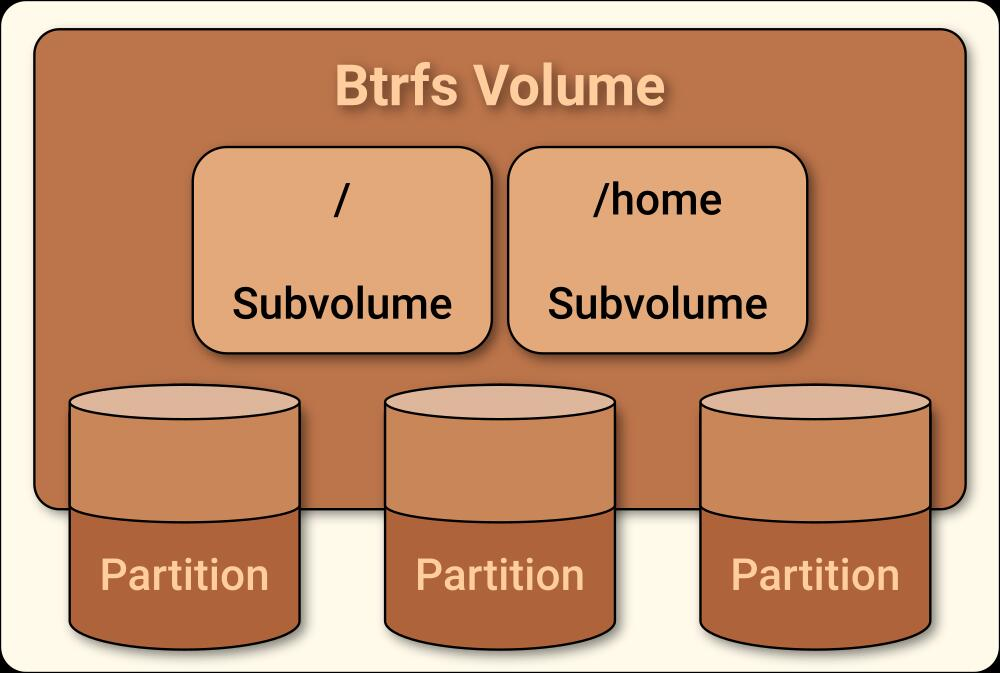 Btrfs Volume
/
/home
Subvolume
Subvolume
Partition
Partition
Partition